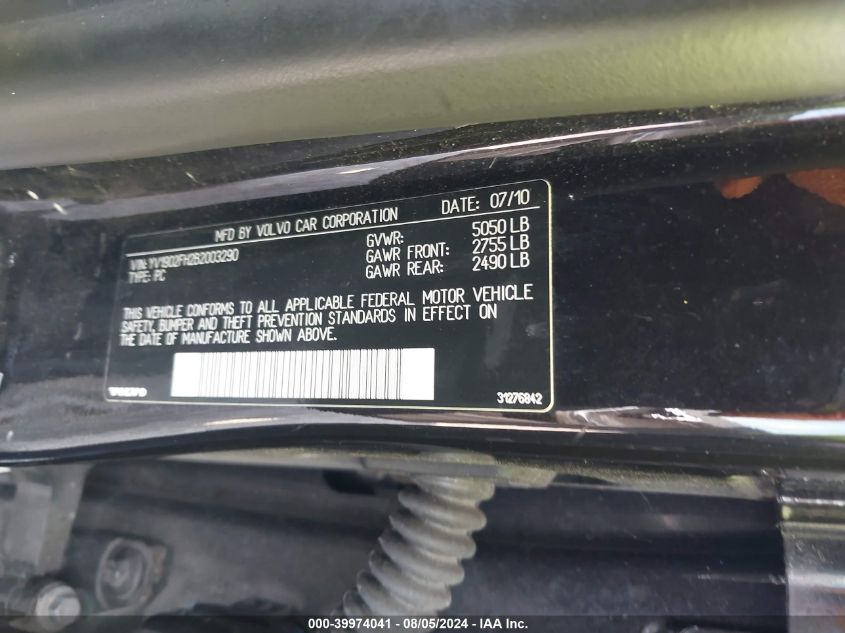 MFD BY VOLVO CAR CORPORATION DATE: 07/10
VIN: YV1902FH2B2003290
TYPE: PC
GVWR: 5050 LB
GAWR FRONT: 2755 LB
GAWR REAR: 2490 LB
THIS VEHICLE CONFORMS TO ALL APPLICABLE FEDERAL MOTOR VEHICLE
SAFETY, BUMPER AND THEFT PREVENTION STANDARDS IN EFFECT ON
THE DATE OF MANUFACTURE SHOWN ABOVE.
31276842
000-39974041 - 08/05/2024 - IAA Inc.